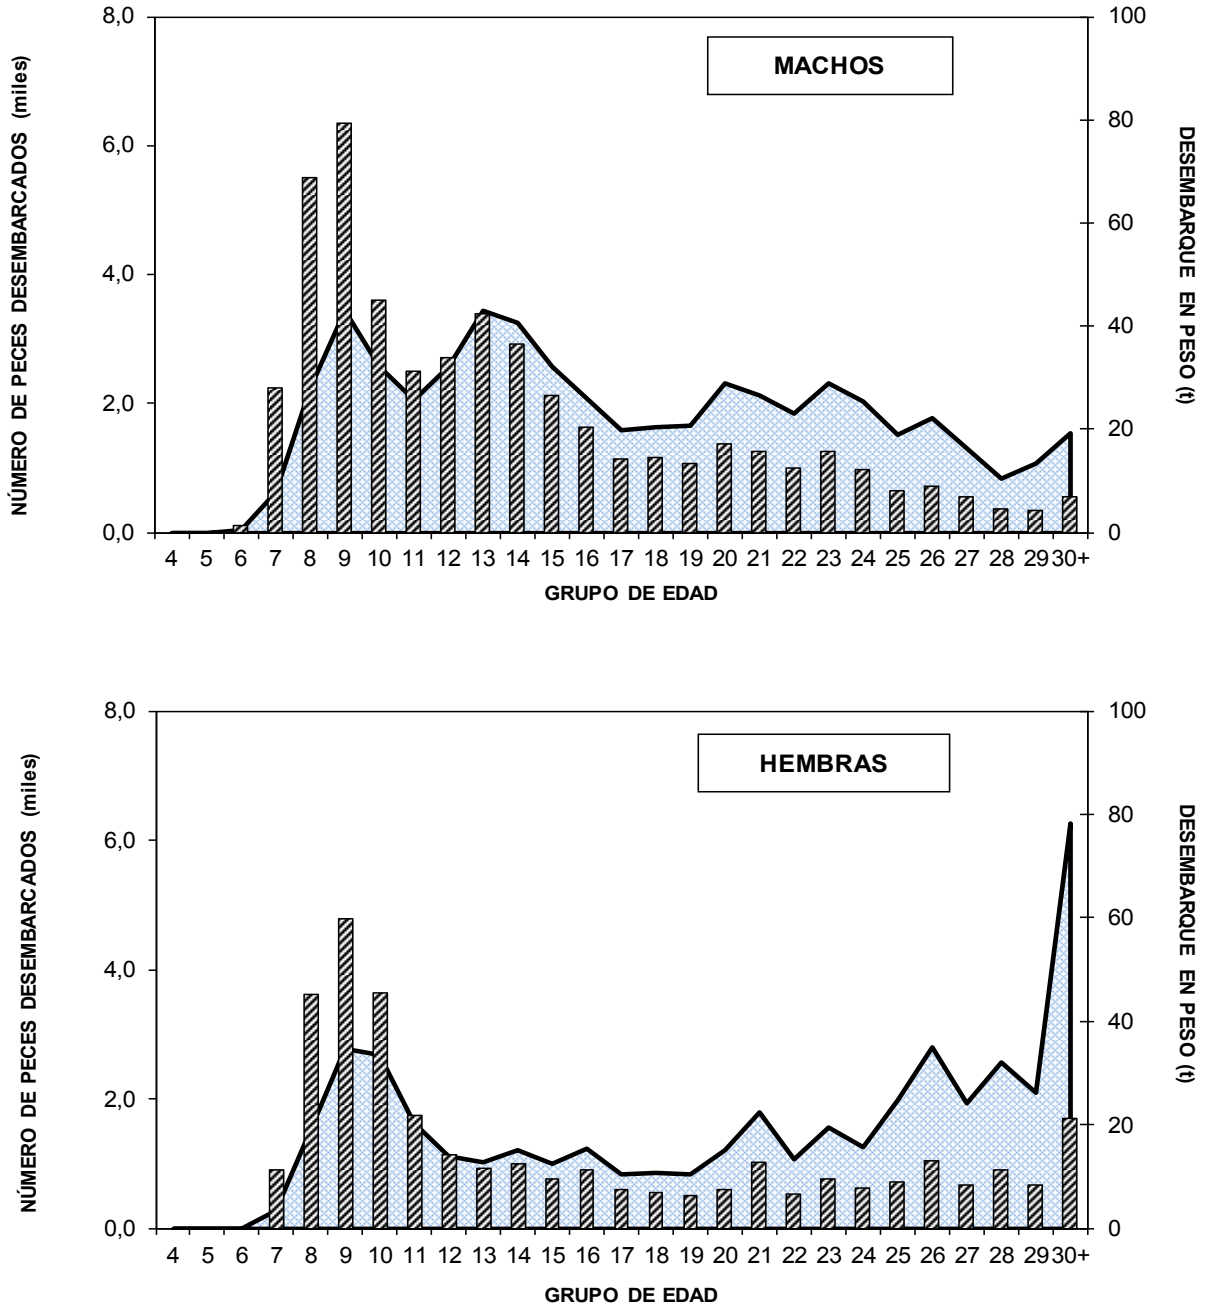 MACHOS
NÚMERO DE PECES DESEMBARCADOS (miles)
8,0
6,0
4,0
2,0
0,0
100
80
60
40
20
0
DESEMBARQUE EN PESO (t)
4 5 6 7 8 9 10 11 12 13 14 15 16 17 18 19 20 21 22 23 24 25 26 27 28 29 30+
GRUPO DE EDAD
HEMBRAS
NÚMERO DE PECES DESEMBARCADOS (miles)
8,0
6,0
4,0
2,0
0,0
100
80
60
40
20
0
DESEMBARQUE EN PESO (t)
4 5 6 7 8 9 10 11 12 13 14 15 16 17 18 19 20 21 22 23 24 25 26 27 28 29 30+
GRUPO DE EDAD